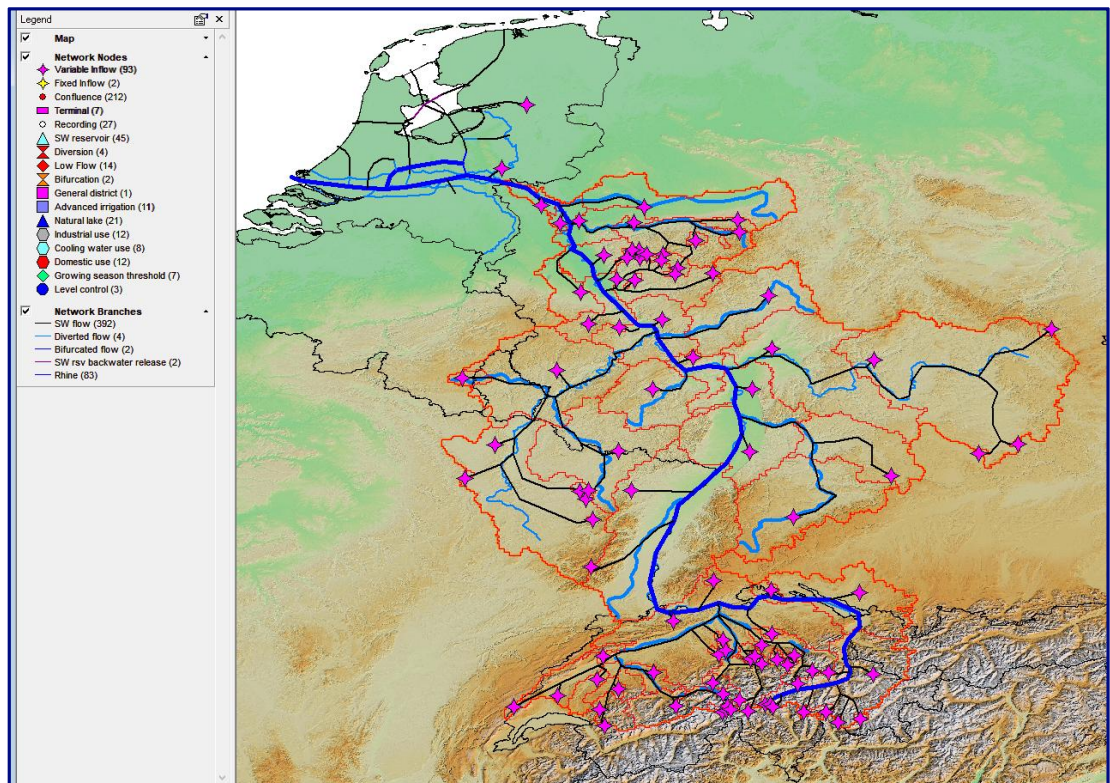 Legend
Map
Network Nodes
Variable Inflow (93)
Fixed Inflow (2)
Confluence (212)
Terminal (7)
Recording (27)
SW reservoir (45)
Diversion (4)
Low Flow (14)
Bifurcation (2)
General district (1)
Advanced irrigation (11)
Natural lake (21)
Industrial use (12)
Cooling water use (8)
Domestic use (12)
Growing season threshold (7)
Level control (3)
Network Branches
SW flow (392)
Diverted flow (4)
Bifurcated flow (2)
SW rsv backwater release (2)
Rhine (83)